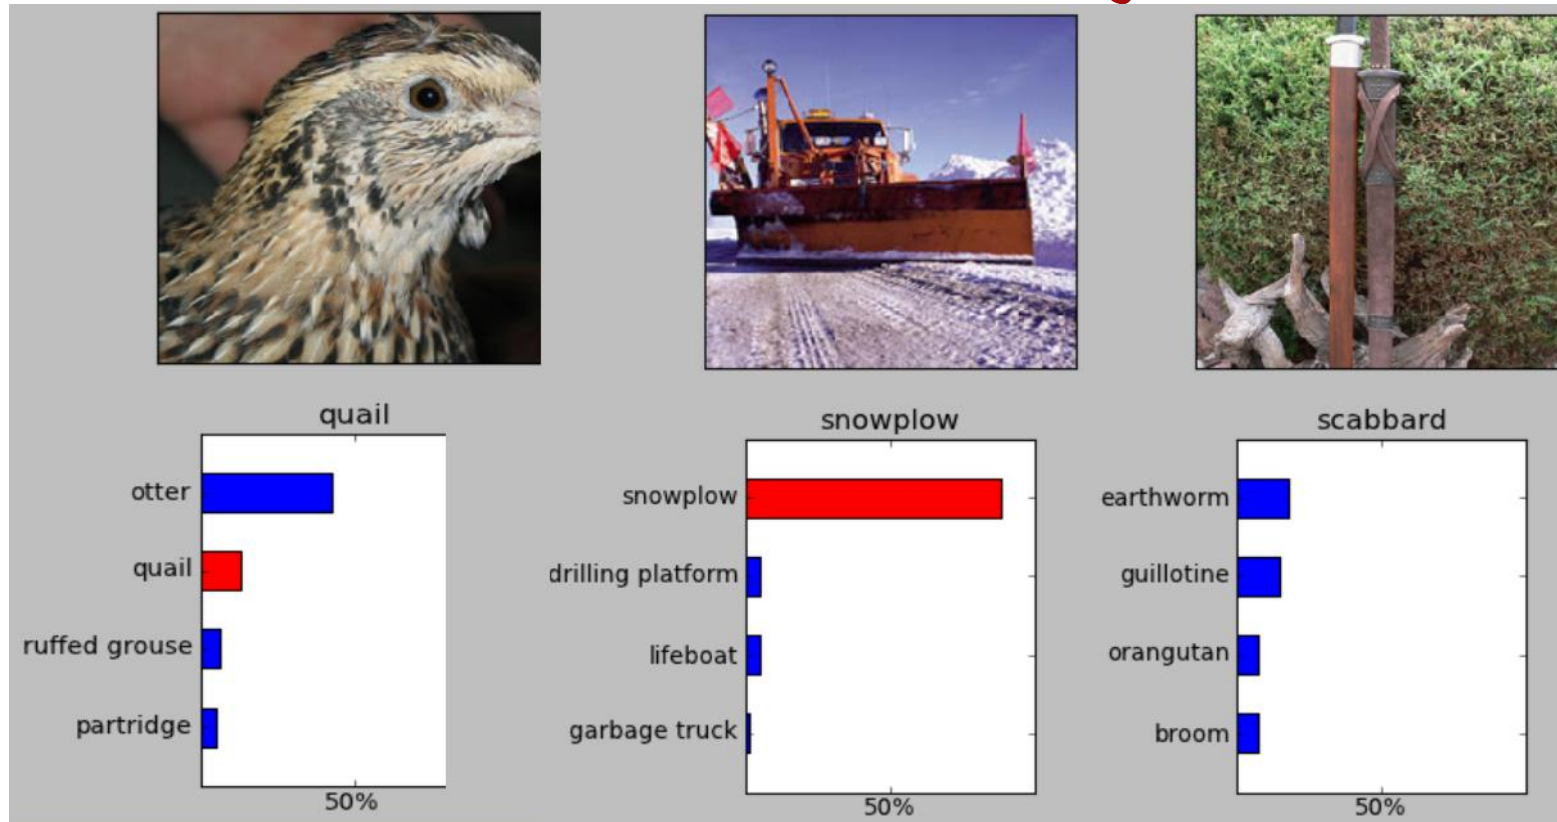 quail
otter
quail
ruffed grouse
partridge
50%
snowplow
snowplow
drilling platform
lifeboat
garbage truck
50%
scabbard
earthworm
guillotine
orangutan
broom
50%